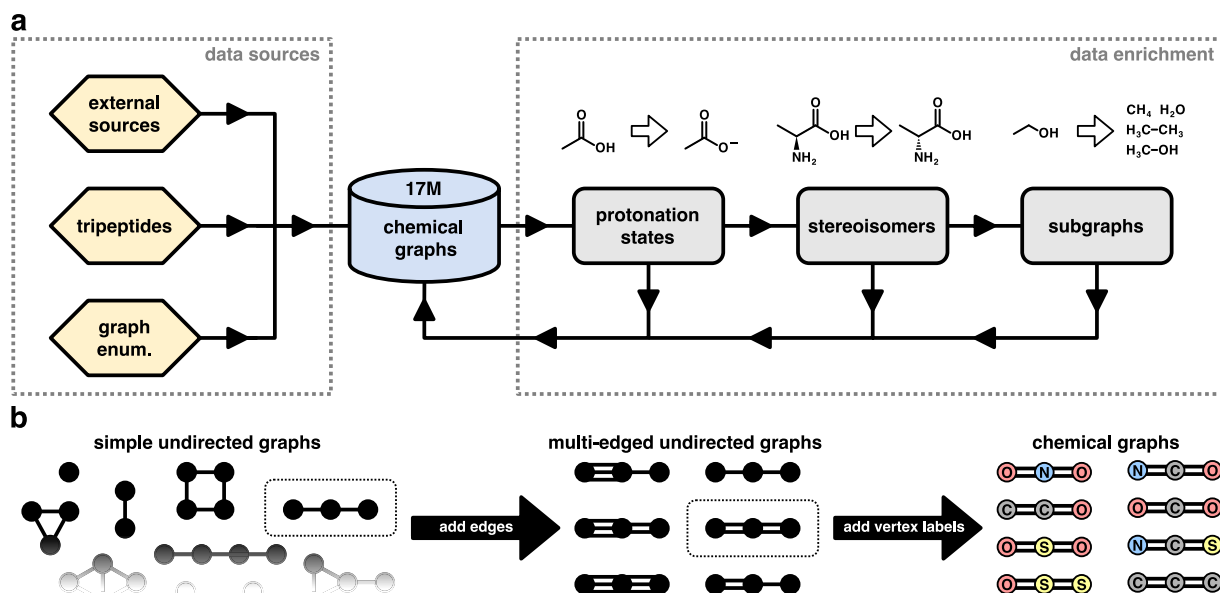 a
data sources
data enrichment
external
sources
tripeptides
graph
enum.
17M
chemical
graphs
O
OH
O
O−
O
OH
NH2
O
OH
NH2
OH
CH4 H2O
H3C−CH3
H3C−OH
protonation
states
stereoisomers
subgraphs
b
simple undirected graphs
multi-edged undirected graphs
chemical graphs
add edges
add vertex labels
O N O
N C O
C C O
O C O
O S O
N C S
O S S
C C C